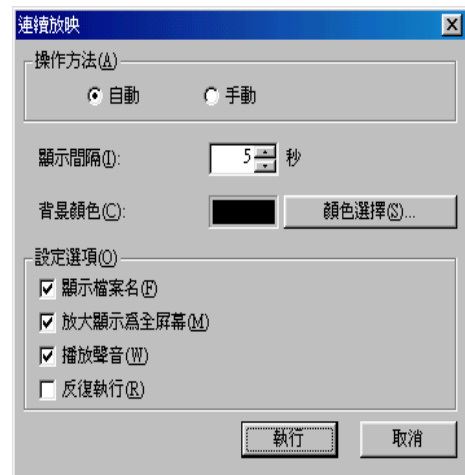 連續放映
操作方法(A)
自動 手動
顯示間隔(I): 5 秒
背景顏色(C): 顏色選擇(S)...
設定選項(O)
顯示檔案名(F)
放大顯示爲全屏幕(M)
播放聲音(W)
反復執行(R)
執行 取消